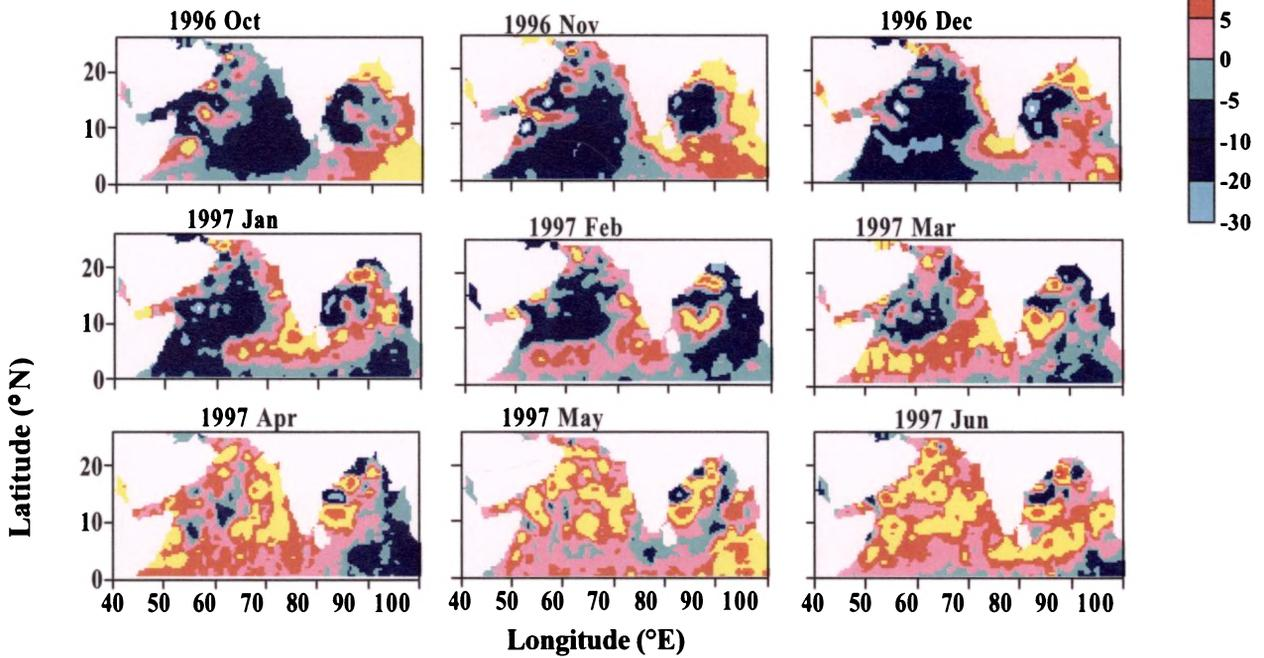 1996 Oct
1996 Nov
1996 Dec
5
0
-5
-10
-20
-30
20
10
0
1997 Jan
1997 Feb
1997 Mar
20
10
0
1997 Apr
1997 May
1997 Jun
20
10
0
40 50 60 70 80 90 100
40 50 60 70 80 90 100
40 50 60 70 80 90 100
Latitude (°N)
Longitude (°E)